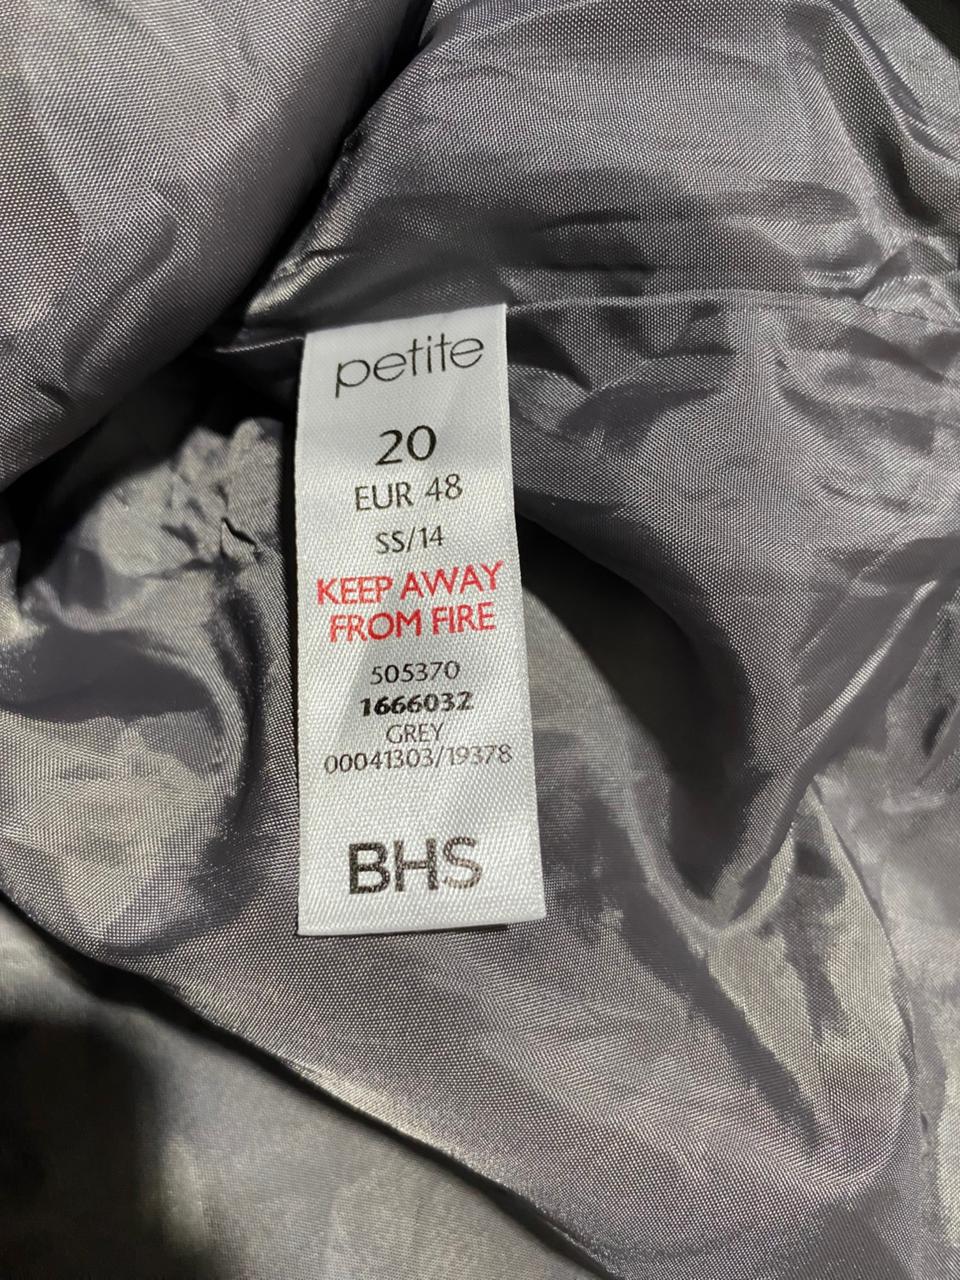 petite
20
EUR 48
SS/14
KEEP AWAY
FROM FIRE
505370
1666032
GREY
00041303/19378
BHS